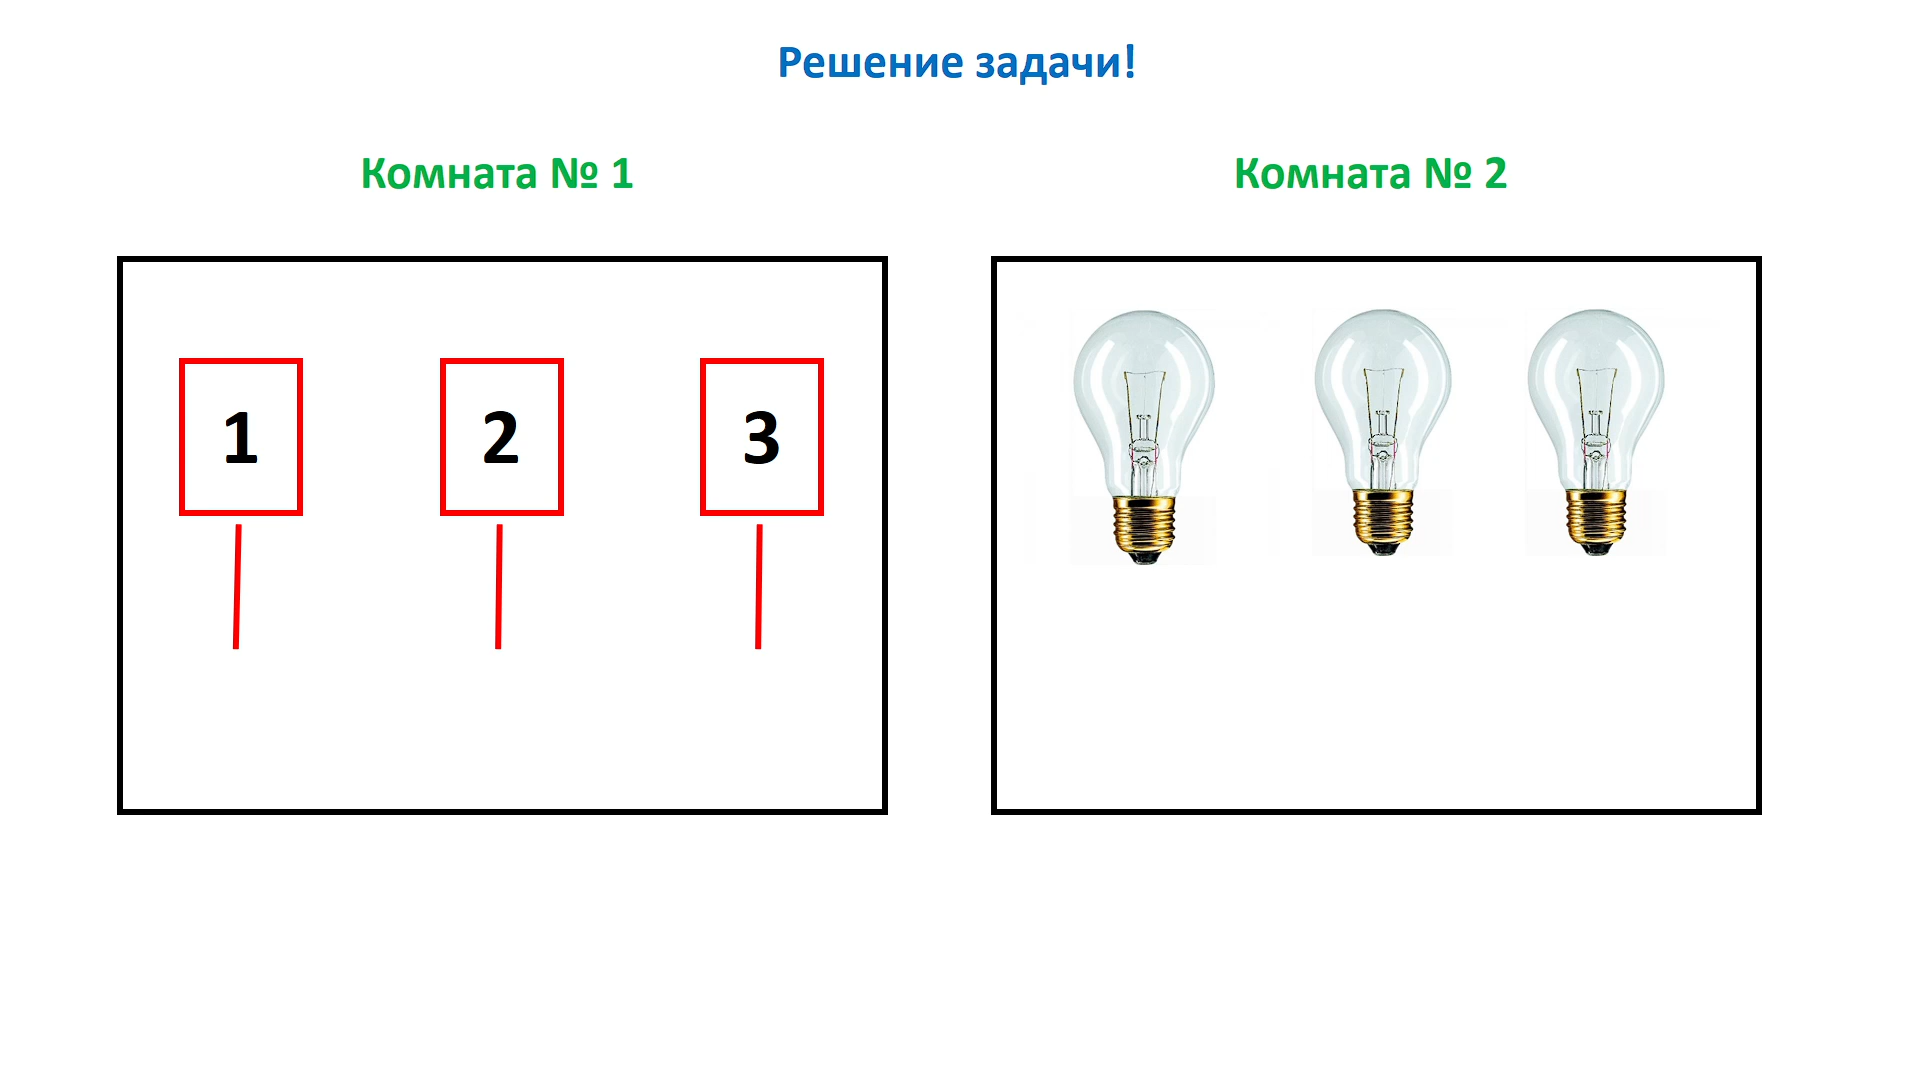 Решение задачи!
Комната № 1
Комната № 2
1
2
3